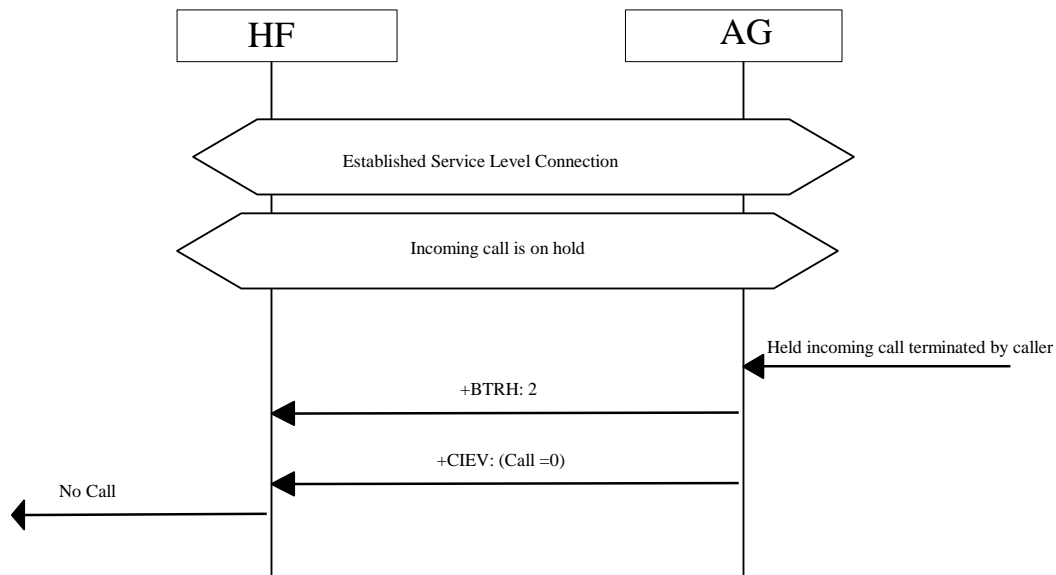 HF
AG
Established Service Level Connection
Incoming call is on hold
Held incoming call terminated by caller
+BTRH: 2
+CIEV: (Call =0)
No Call